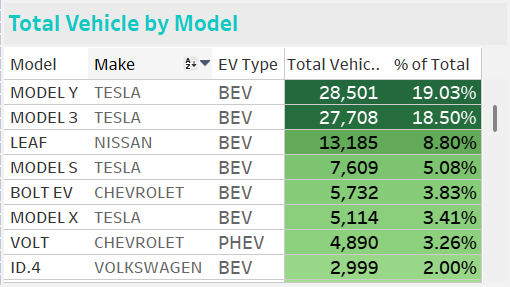 Total Vehicle by Model
Model Make EV Type Total Vehic.. % of Total
MODEL Y TESLA BEV 28,501 19.03%
MODEL 3 TESLA BEV 27,708 18.50%
LEAF NISSAN BEV 13,185 8.80%
MODEL S TESLA BEV 7,609 5.08%
BOLT EV CHEVROLET BEV 5,732 3.83%
MODEL X TESLA BEV 5,114 3.41%
VOLT CHEVROLET PHEV 4,890 3.26%
ID.4 VOLKSWAGEN BEV 2,999 2.00%